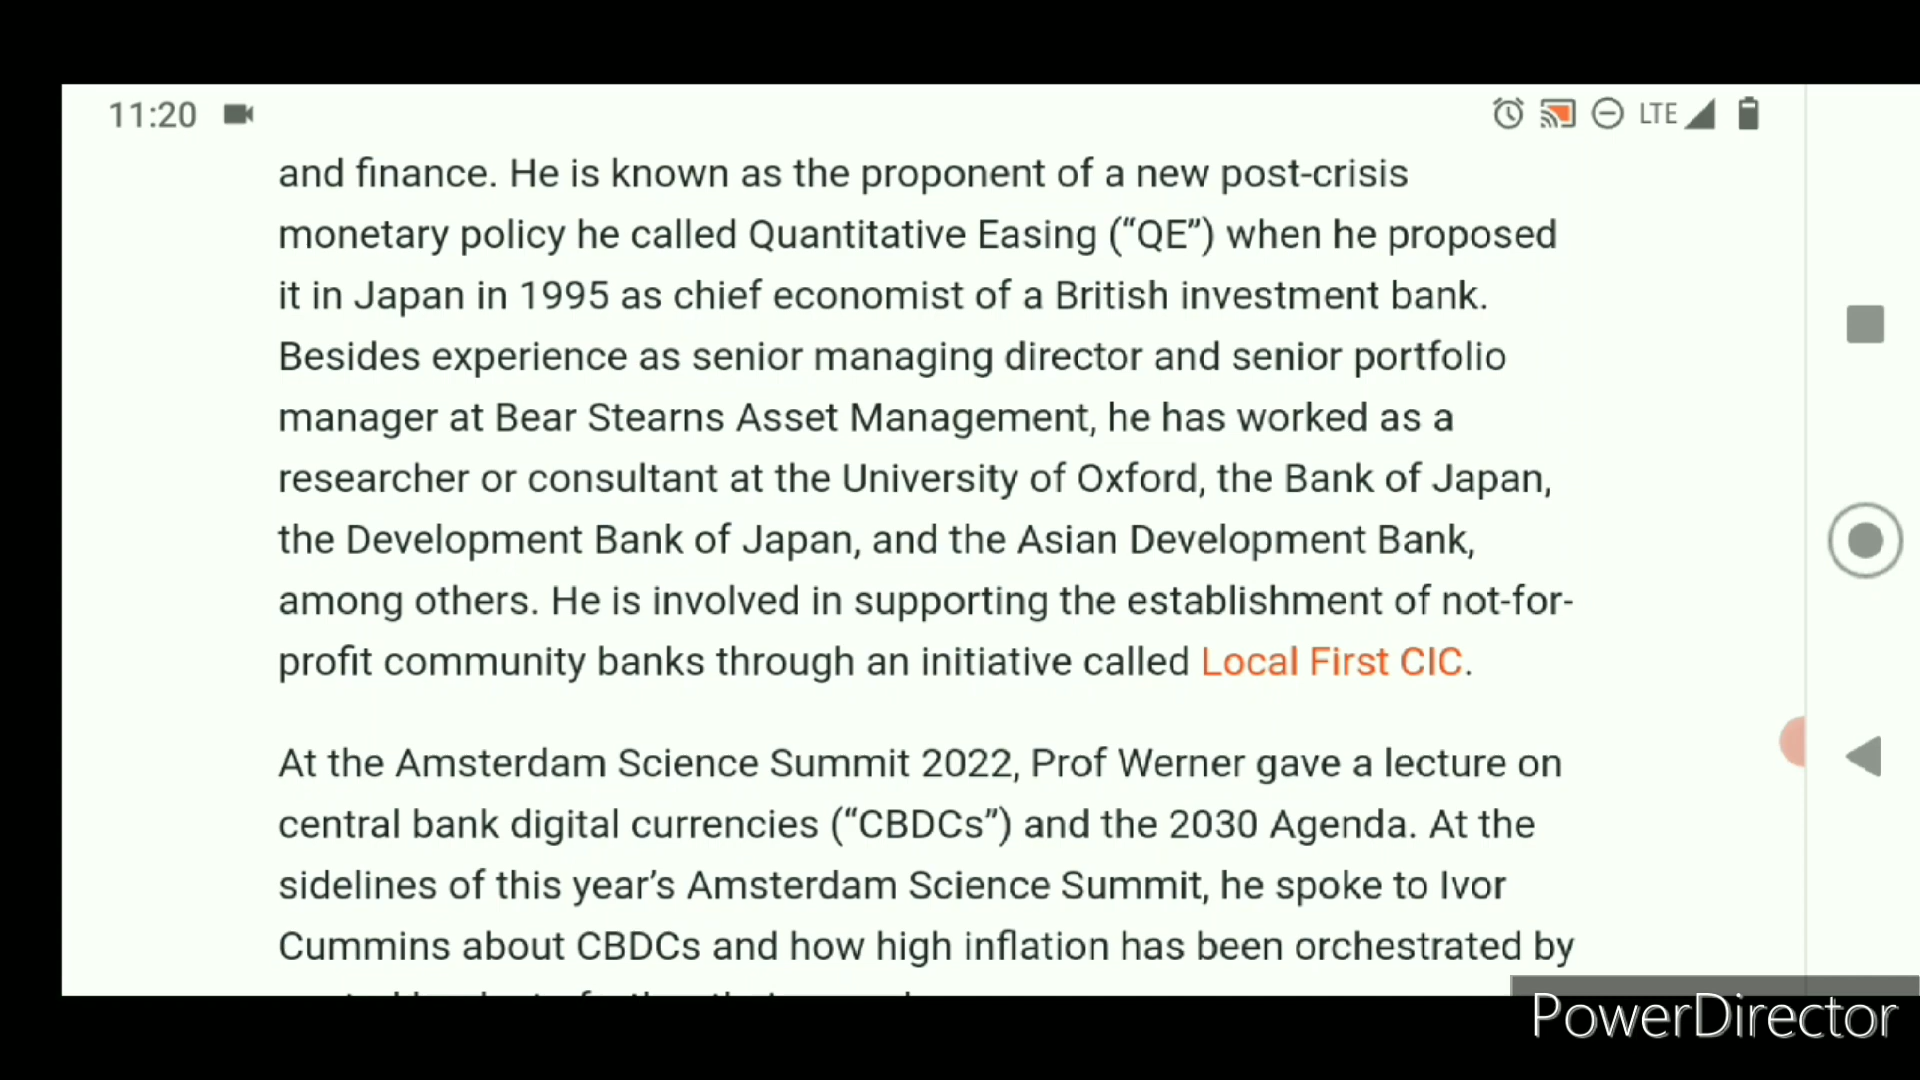 11:20
LTE
and finance. He is known as the proponent of a new post-crisis
monetary policy he called Quantitative Easing (“QE”) when he proposed
it in Japan in 1995 as chief economist of a British investment bank.
Besides experience as senior managing director and senior portfolio
manager at Bear Stearns Asset Management, he has worked as a
researcher or consultant at the University of Oxford, the Bank of Japan,
the Development Bank of Japan, and the Asian Development Bank,
among others. He is involved in supporting the establishment of not-for-
profit community banks through an initiative called Local First CIC.
At the Amsterdam Science Summit 2022, Prof Werner gave a lecture on
central bank digital currencies (“CBDCs”) and the 2030 Agenda. At the
sidelines of this year’s Amsterdam Science Summit, he spoke to Ivor
Cummins about CBDCs and how high inflation has been orchestrated by
PowerDirector